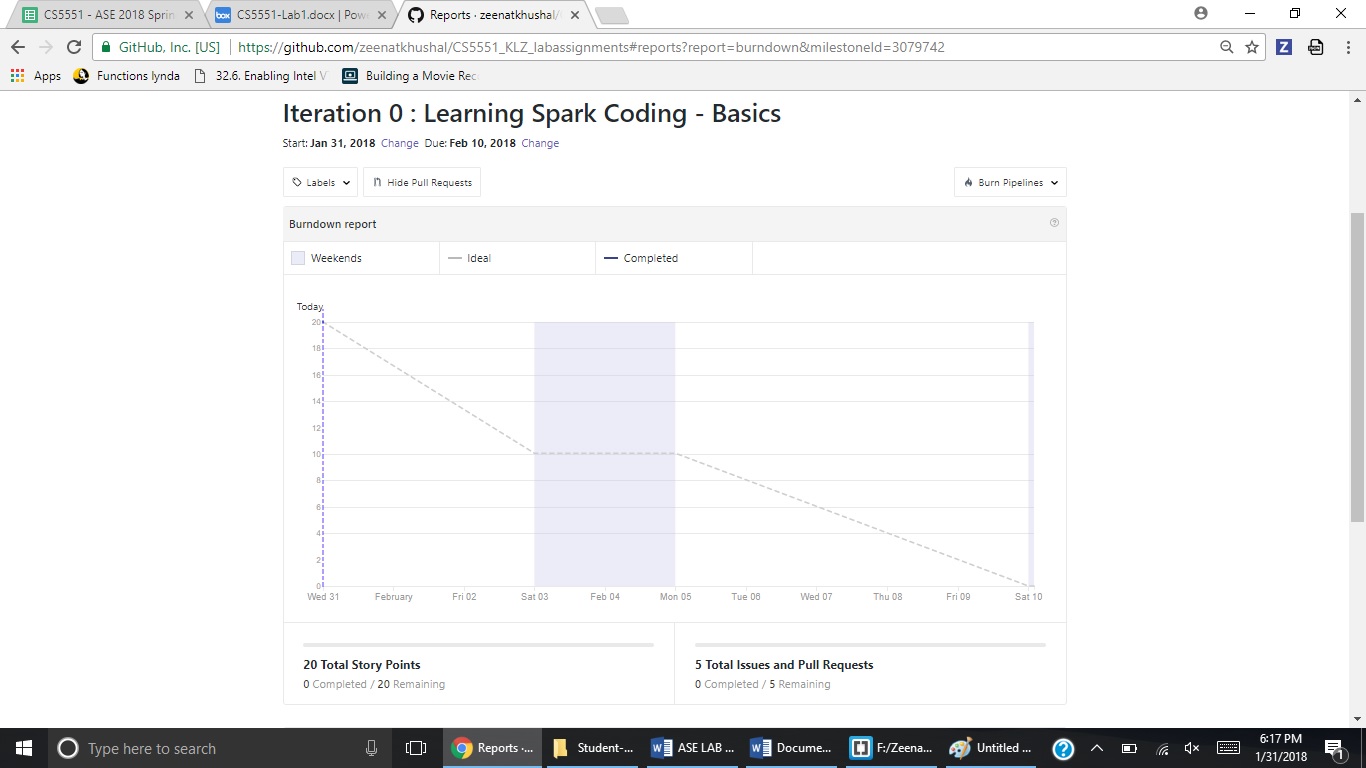 CS5551 - ASE 2018 Sprin
CS5551-Lab1.docx | Pow
Reports · zeenatkhushal/
GitHub, Inc. [US]
https://github.com/zeenatkhushal/CS5551_KLZ_labassignments#reports?report=burndown&milestoneId=3079742
Apps
Functions lynda
32.6. Enabling Intel V
Building a Movie Rec
Iteration 0 : Learning Spark Coding - Basics
Start: Jan 31, 2018 Change Due: Feb 10, 2018 Change
Labels
Hide Pull Requests
Burn Pipelines
Burndown report
Weekends
Ideal
Completed
Today
20
18
16
14
12
10
8
6
4
2
0
Wed 31
February
Fri 02
Sat 03
Feb 04
Mon 05
Tue 06
Wed 07
Thu 08
Fri 09
Sat 10
20 Total Story Points
0 Completed / 20 Remaining
5 Total Issues and Pull Requests
0 Completed / 5 Remaining
Type here to search
Reports ·...
Student-...
ASE LAB ...
Docume...
F:/Zeena...
Untitled ...
6:17 PM
1/31/2018
1